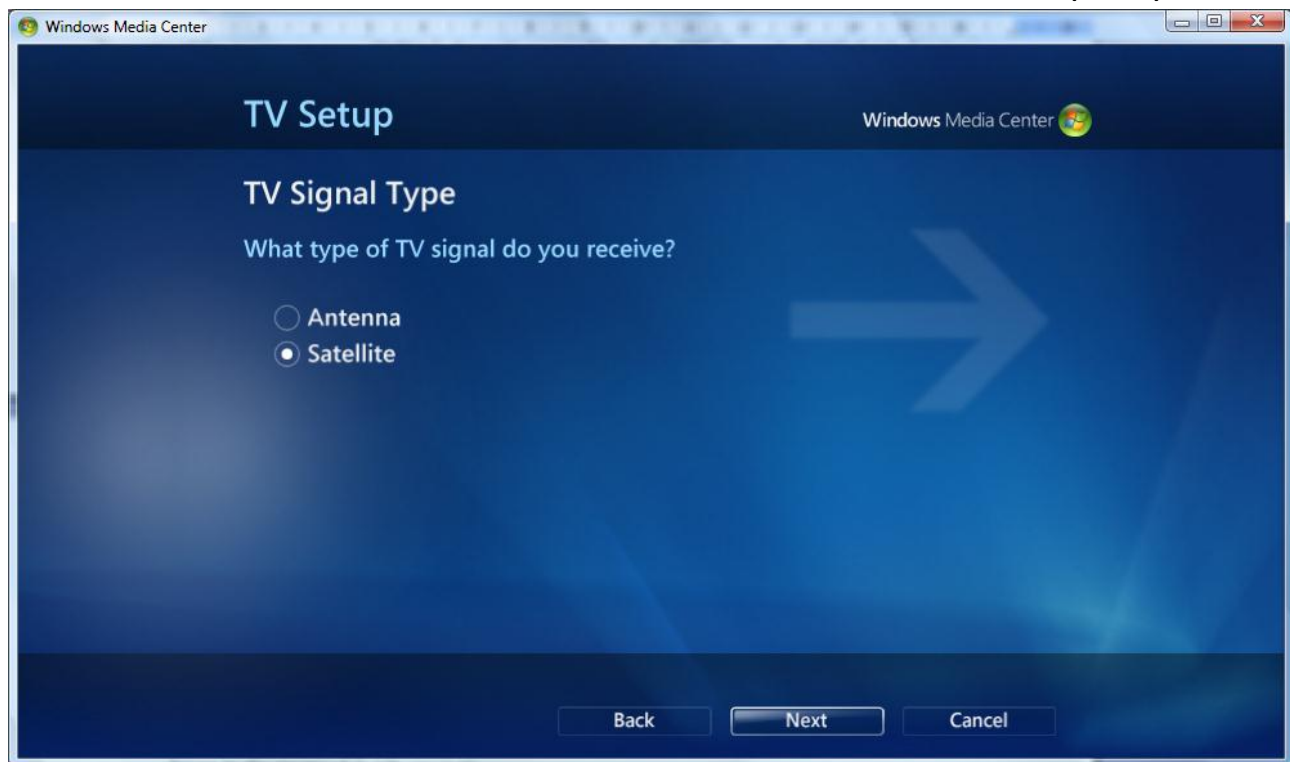 Windows Media Center
TV Setup
Windows Media Center
TV Signal Type
What type of TV signal do you receive?
Antenna
Satellite
Back
Next
Cancel